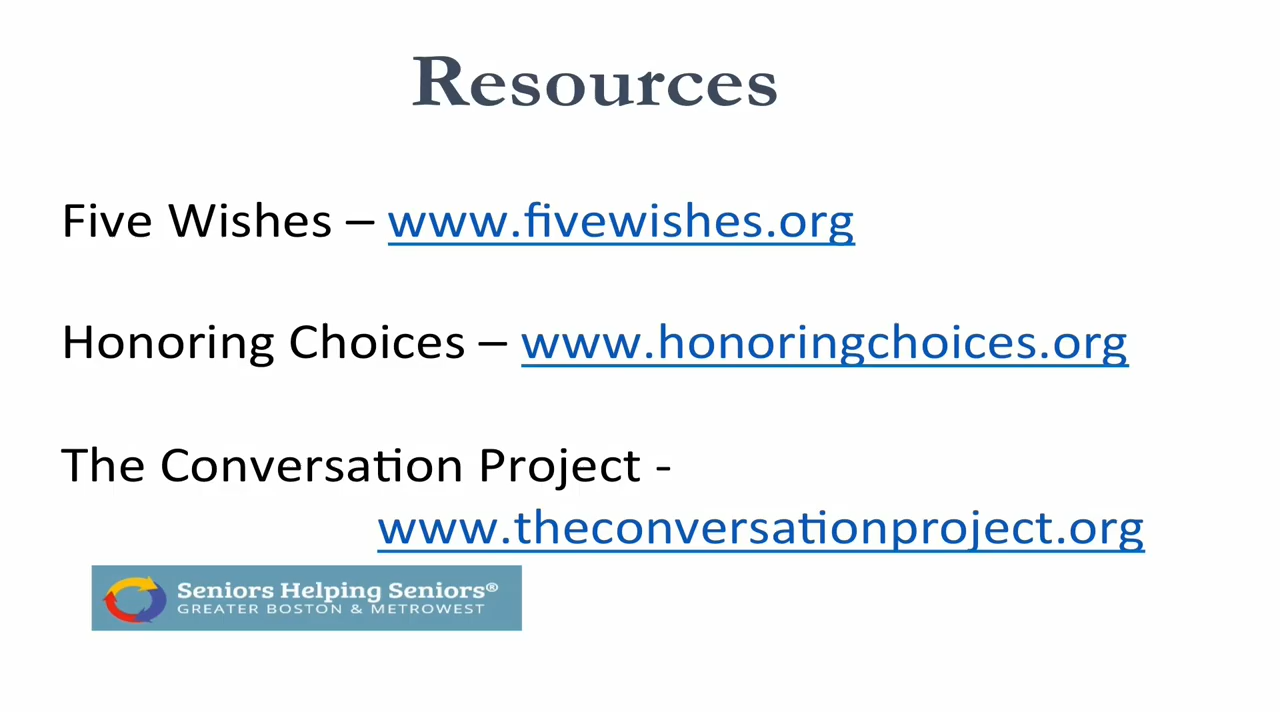 Resources
Five Wishes – www.fivewishes.org
Honoring Choices – www.honoringchoices.org
The Conversation Project -
www.theconversationproject.org
Seniors Helping Seniors®
GREATER BOSTON & METROWEST